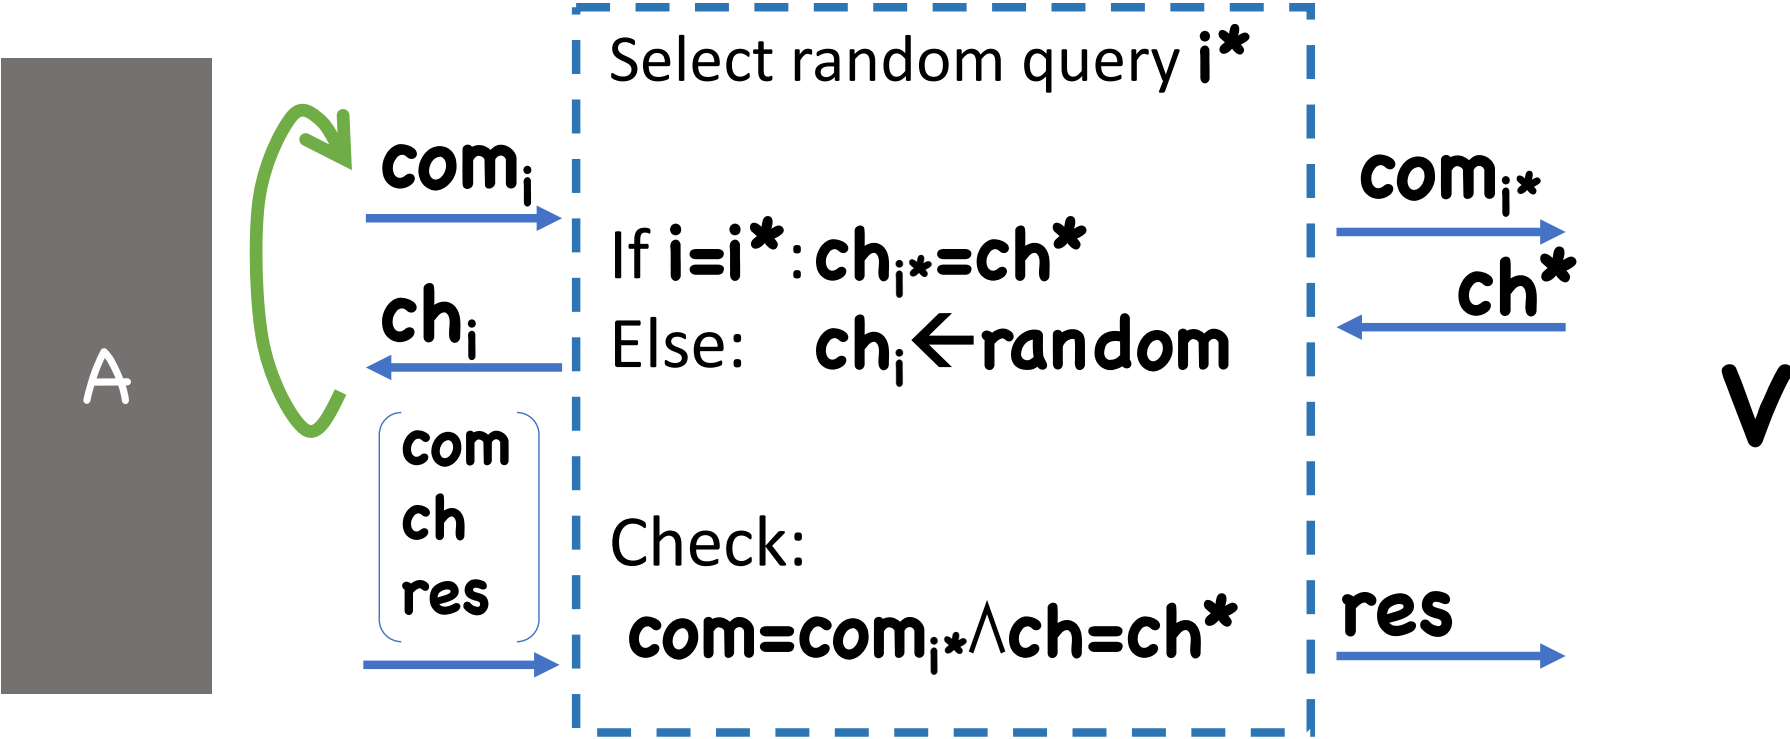 A
com_i
ch_i
com
ch
res
Select random query i*
If i=i*: ch_i*=ch*
Else: ch_i←random
Check:
com=com_i*∧ch=ch*
com_i*
ch*
res
V